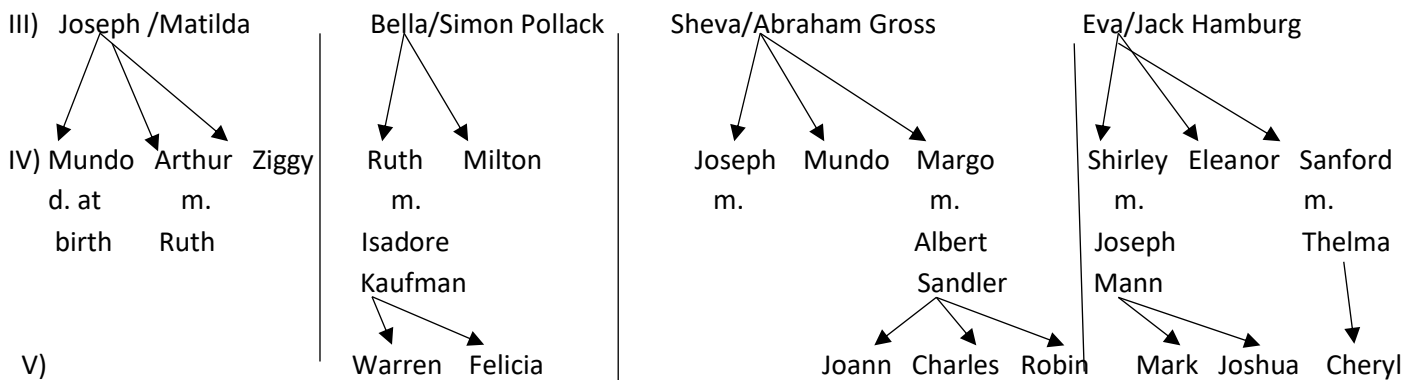 III) Joseph /Matilda Bella/Simon Pollack Sheva/Abraham Gross Eva/Jack Hamburg
IV) Mundo Arthur Ziggy Ruth Milton Joseph Mundo Margo Shirley Eleanor Sanford
d. at m. m. m. m. m. m.
birth Ruth Isadore Albert Joseph Thelma
Kaufman Sandler Mann
V) Warren Felicia Joann Charles Robin Mark Joshua Cheryl